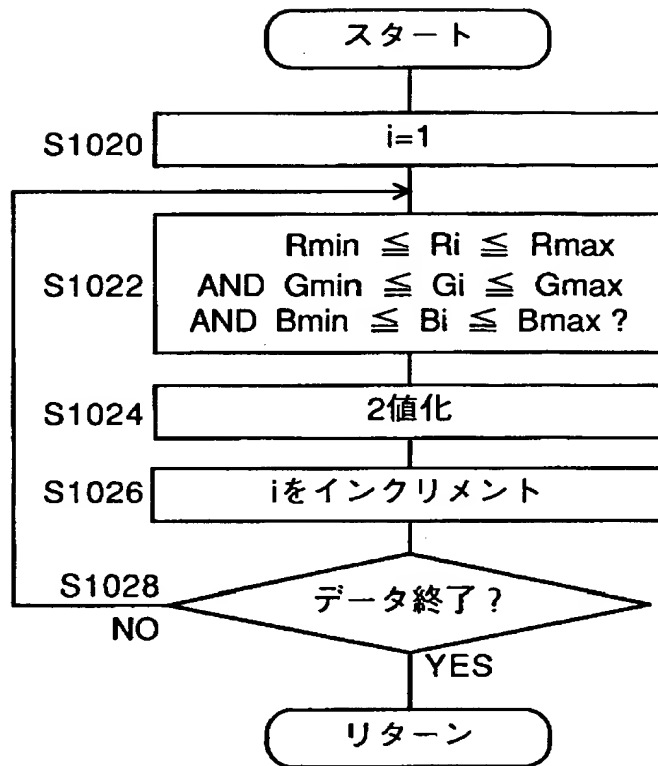 スタート
S1020
i=1
S1022
Rmin ≦ Ri ≦ Rmax
AND Gmin ≦ Gi ≦ Gmax
AND Bmin ≦ Bi ≦ Bmax ?
S1024
2値化
S1026
iをインクリメント
S1028
データ終了?
NO
YES
リターン